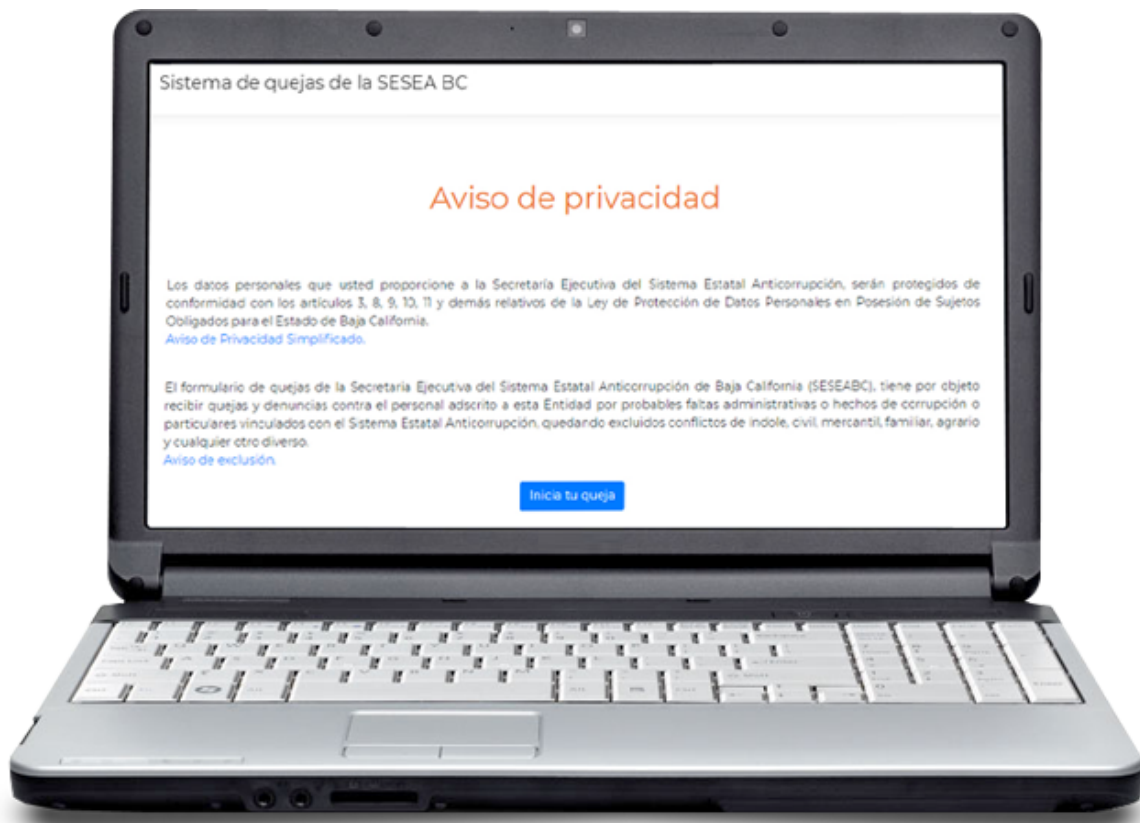 Sistema de quejas de la SESEA BC
Aviso de privacidad
Los datos personales que usted proporcione a la Secretaría Ejecutiva del Sistema Estatal Anticorrupción, serán protegidos de
conformidad con los artículos 3, 8, 9, 10, 11 y demás relativos de la Ley de Protección de Datos Personales en Posesión de Sujetos
Obligados para el Estado de Baja California.
Aviso de Privacidad Simplificado.
El formulario de quejas de la Secretaría Ejecutiva del Sistema Estatal Anticorrupción de Baja California (SESEABC), tiene por objeto
recibir quejas y denuncias contra el personal adscrito a esta Entidad por probables faltas administrativas o hechos de corrupción o
particulares vinculados con el Sistema Estatal Anticorrupción, quedando excluidos conflictos de índole, civil, mercantil, familiar, agrario
y cualquier otro diverso.
Aviso de exclusión.
Inicia tu queja